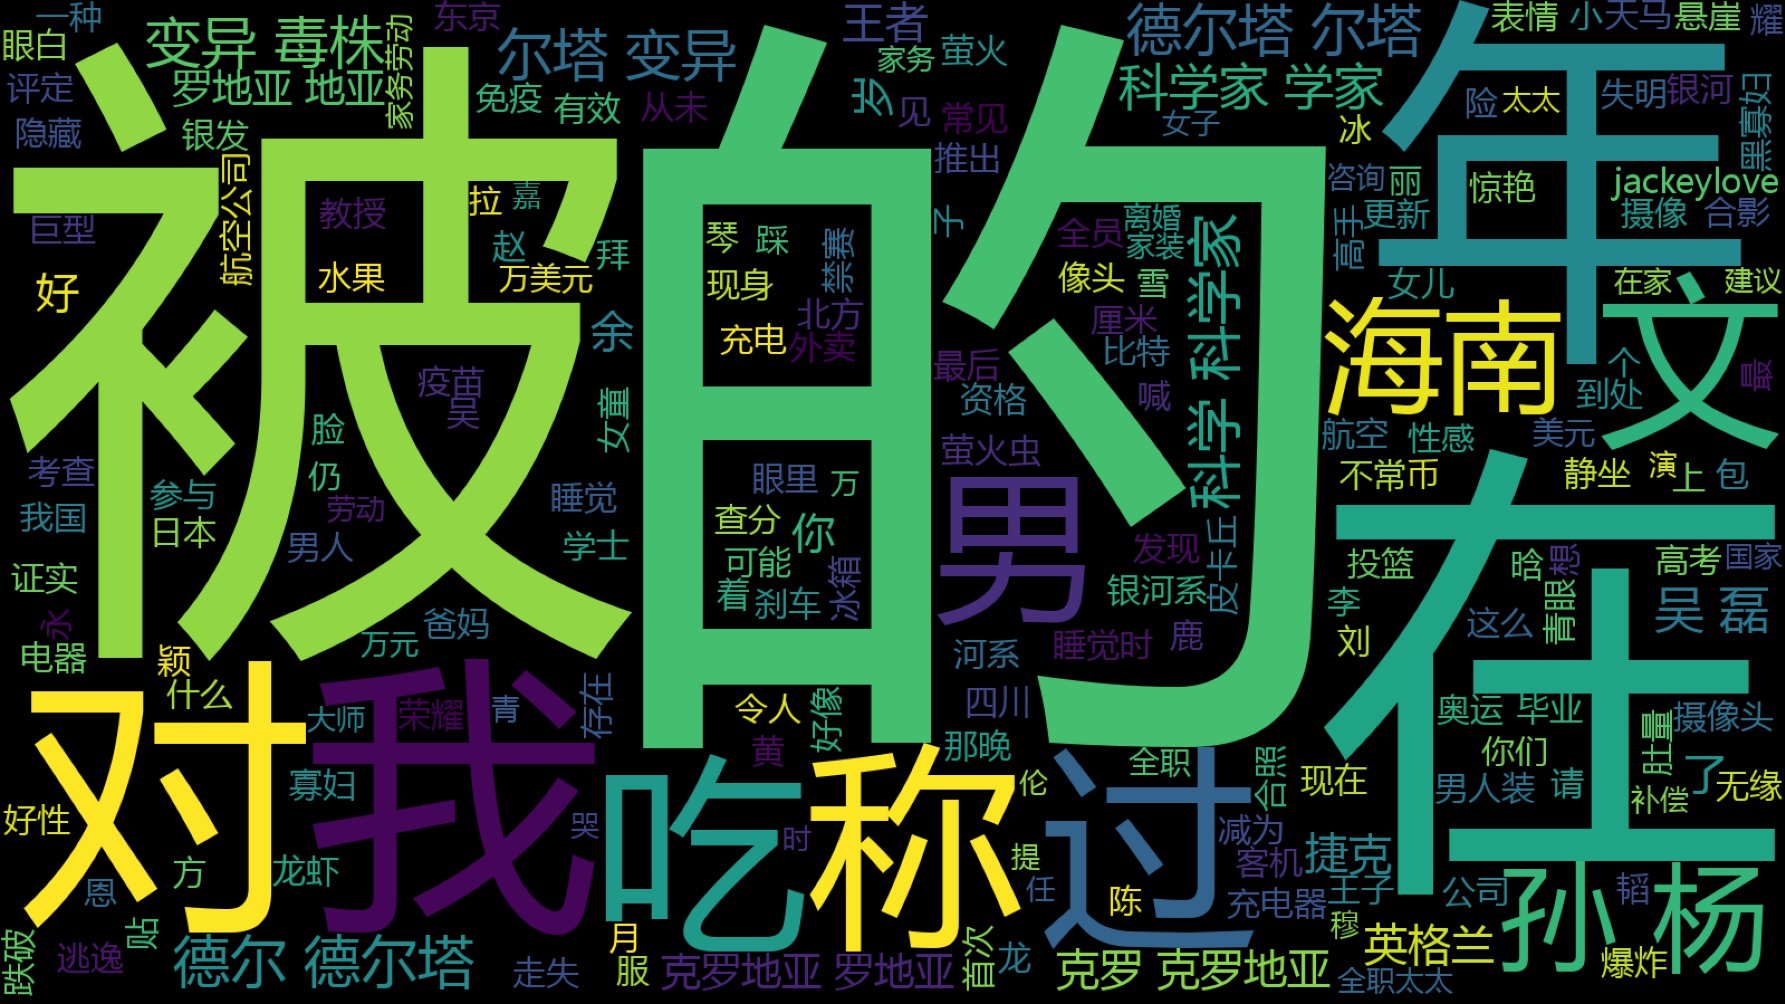 一种
东京
王者
德尔塔 尔塔
表情
小
天马
悬崖
耀
眼白
变异 毒株
家务劳动
尔塔 变异
家务
萤火
科学家 学家
险
太太
失明
银河
黑寡妇
评定
罗地亚 地亚
免疫
有效
从未
岁
见
常见
女子
冰
隐藏
银发
航空公司
推出
咨询
丽
惊艳
jackeylove
巨型
教授
拉
嘉
琴
踩
禁赛
子
全员
离婚
家装
科学 科学家
高手
更新
摄像
合影
年
被
的
好
水果
赵
万美元
拜
现身
北方
像头
雪
女儿
在家
建议
文
余
充电
外卖
厘米
比特
海南
个
到处
最
疫苗
吴
最后
资格
喊
航空
性感
美元
女童
脸
仍
考查
参与
劳动
睡觉
眼里
万
萤火虫
男
不常币
静坐
演
上
包
我国
日本
男人
学士
查分
你
可能
发现
皮卡丘
投篮
晗
想
高考
国家
在
证实
着
刹车
冰箱
银河系
李
青眼
这么
吴 磊
永
爸妈
万元
睡觉时
鹿
刘
电器
颖
什么
河系
对
我
大师
荣耀
青
存在
四川
令人
好像
奥运
毕业
肚量
摄像头
寡妇
吃
称
黄
那晚
过
全职
合照
现在
你们
男人装
请
了
无缘
补偿
好性
方
龙虾
哭
时
伦
提
减为
客机
捷克
恩
贴
任
陈
充电器
王子
公司
孙 杨
韬
跌破
逃逸
德尔 德尔塔
走失
月
服
克罗地亚 罗地亚
首次
龙
克罗 克罗地亚
穆
英格兰
全职太太
爆炸